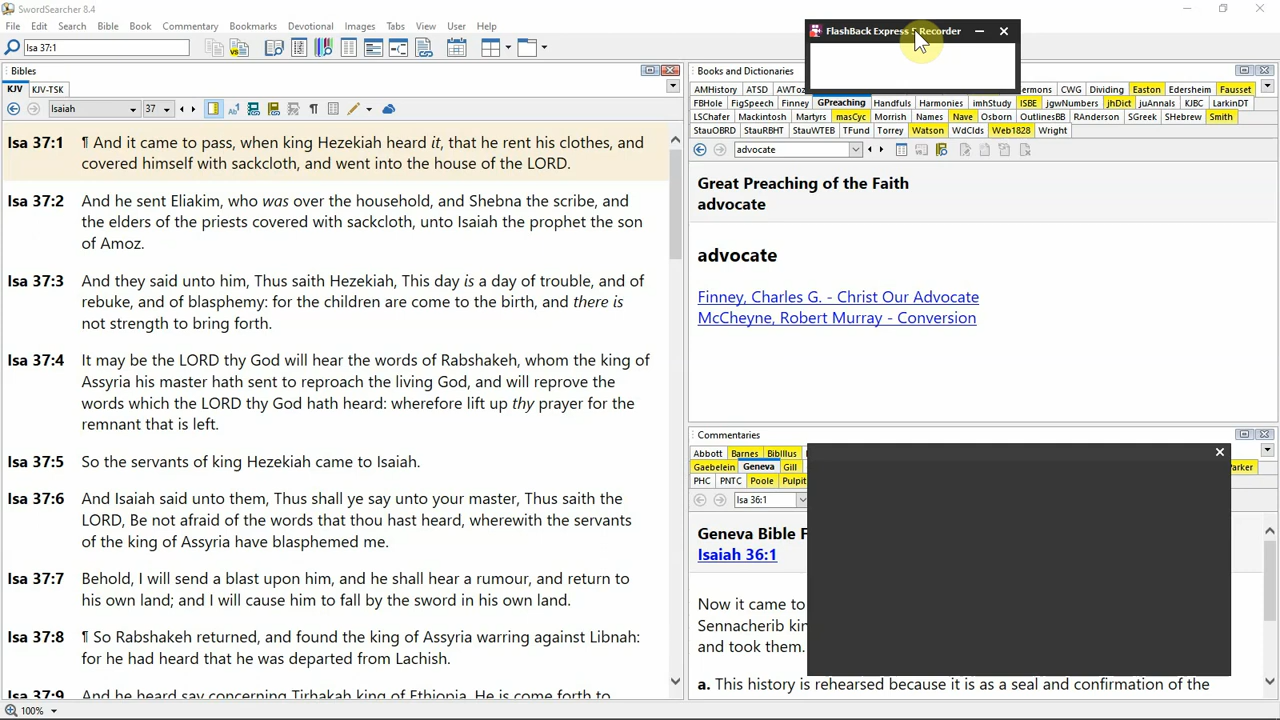 SwordSearcher 8.4
File Edit Search Bible Book Commentary Bookmarks Devotional Images Tabs View User Help
Isa 37:1
Bibles
KJV KJV-TSK
Isaiah 37
Isa 37:1 ¶ And it came to pass, when king Hezekiah heard it, that he rent his clothes, and
covered himself with sackcloth, and went into the house of the LORD.
Isa 37:2 And he sent Eliakim, who was over the household, and Shebna the scribe, and
the elders of the priests covered with sackcloth, unto Isaiah the prophet the son
of Amoz.
Isa 37:3 And they said unto him, Thus saith Hezekiah, This day is a day of trouble, and of
rebuke, and of blasphemy: for the children are come to the birth, and there is
not strength to bring forth.
Isa 37:4 It may be the LORD thy God will hear the words of Rabshakeh, whom the king of
Assyria his master hath sent to reproach the living God, and will reprove the
words which the LORD thy God hath heard: wherefore lift up thy prayer for the
remnant that is left.
Isa 37:5 So the servants of king Hezekiah came to Isaiah.
Isa 37:6 And Isaiah said unto them, Thus shall ye say unto your master, Thus saith the
LORD, Be not afraid of the words that thou hast heard, wherewith the servants
of the king of Assyria have blasphemed me.
Isa 37:7 Behold, I will send a blast upon him, and he shall hear a rumour, and return to
his own land; and I will cause him to fall by the sword in his own land.
Isa 37:8 ¶ So Rabshakeh returned, and found the king of Assyria warring against Libnah:
for he had heard that he was departed from Lachish.
Isa 37:9 And he heard say concerning Tirhakah king of Ethiopia, He is come forth to
100%
FlashBack Express 5 Recorder
Books and Dictionaries
AMHistory ATSD CWG Dividing Easton Edersheim Fausset
FBHole FigSpeech Finney GPreaching Handfuls Harmonies imhStudy ISBE jgwNumbers jhDict juAnnals KJBC LarkinDT
LSChafer Mackintosh Martyrs masCyc Morrish Names Nave Osborn OutlinesBB RAnderson SGreek SHebrew Smith
StauOBRD StauRBHT StauWTEB TFund Torrey Watson WdClds Web1828 Wright
advocate
Great Preaching of the Faith
advocate
advocate
Finney, Charles G. - Christ Our Advocate
McCheyne, Robert Murray - Conversion
Commentaries
Abbott Barnes BibIllus
Gaebelein Geneva Gill
PHC PNTC Poole
Isa 36:1
Geneva Bible
Isaiah 36:1
Now it came to
Sennacherib
and took them.
a. This history is rehearsed because it is as a seal and confirmation of the